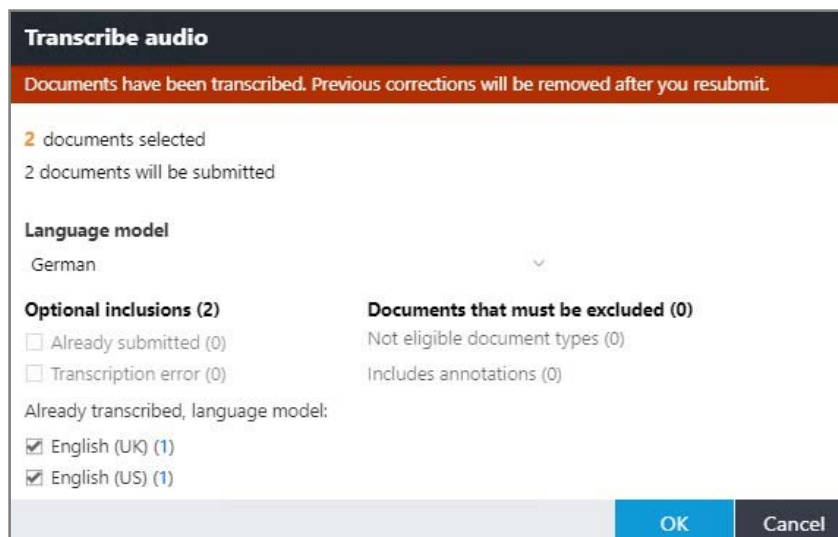 Transcribe audio
Documents have been transcribed. Previous corrections will be removed after you resubmit.
2 documents selected
2 documents will be submitted
Language model
German
Optional inclusions (2)
Already submitted (0)
Transcription error (0)
Already transcribed, language model:
English (UK) (1)
English (US) (1)
Documents that must be excluded (0)
Not eligible document types (0)
Includes annotations (0)
OK
Cancel